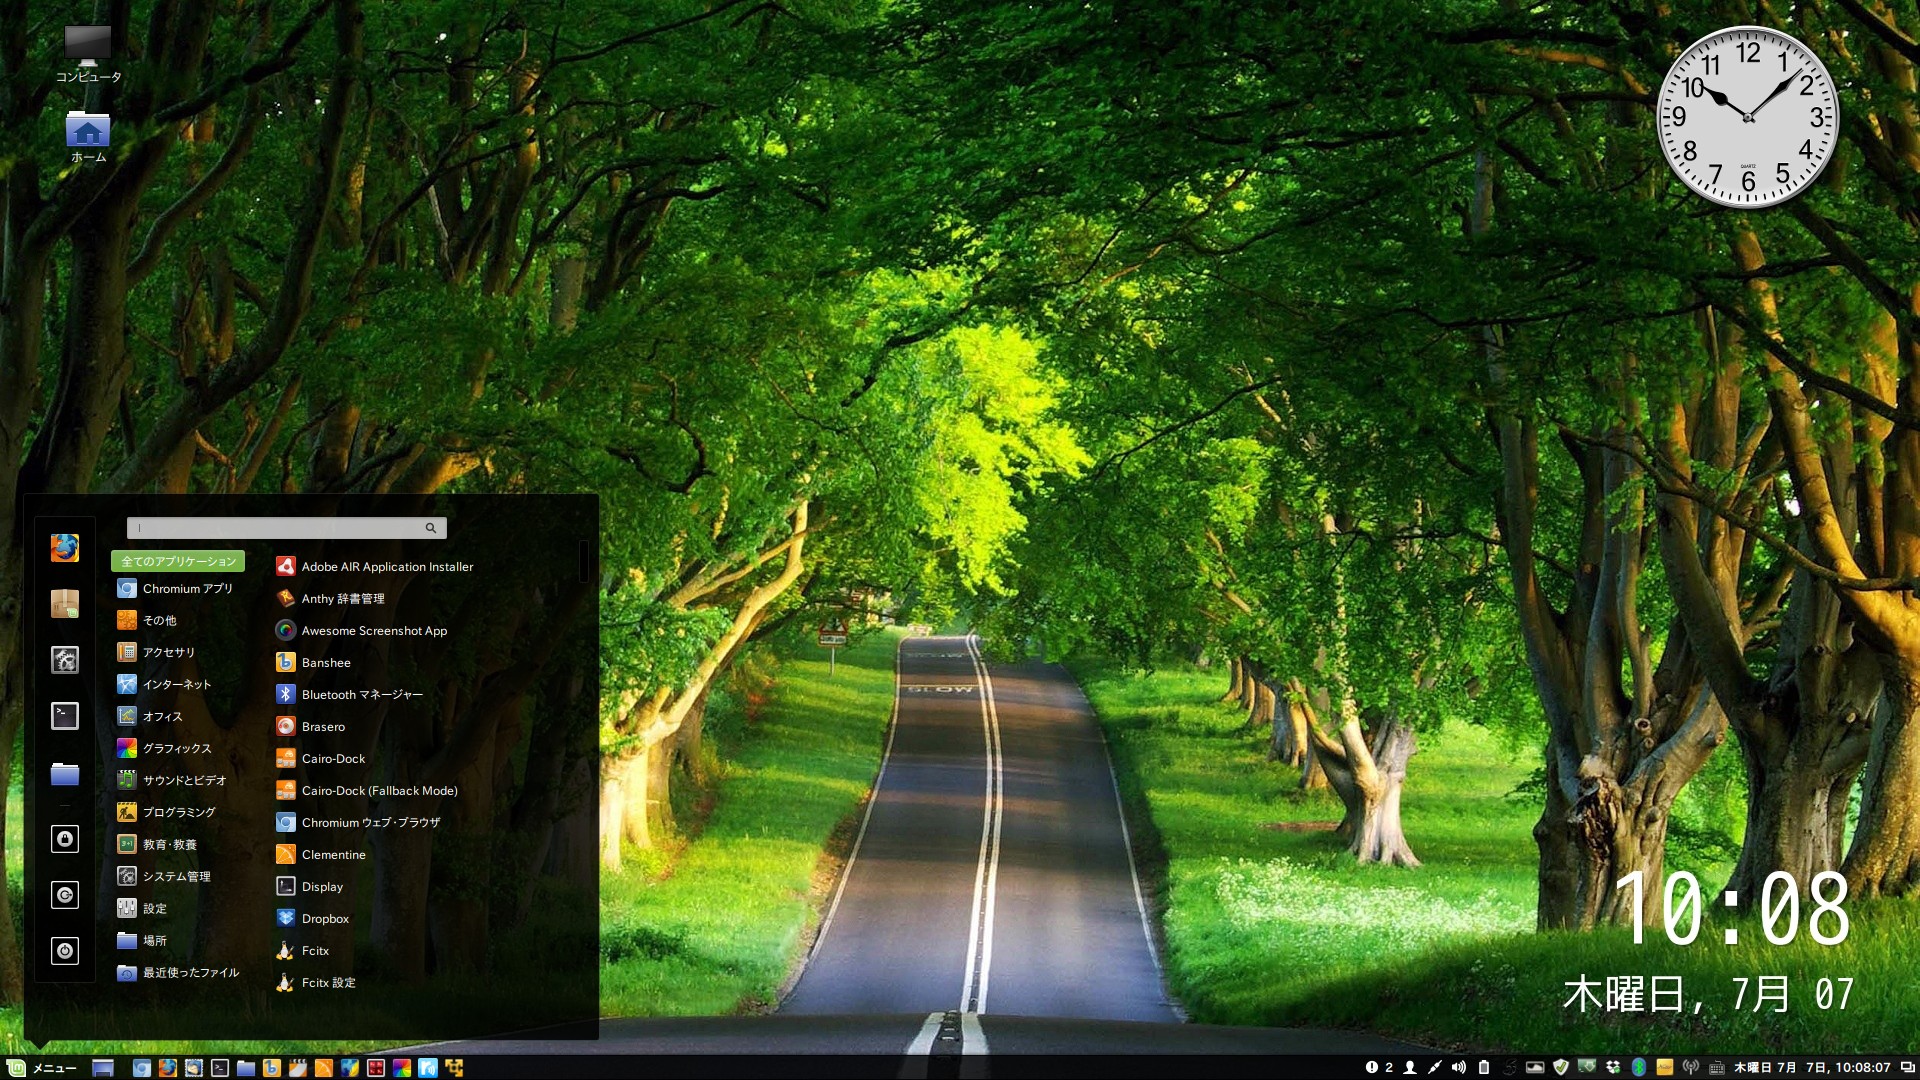 コンピュータ
ホーム
12
1
2
3
4
5
6
7
8
9
10
11
QUARTZ
全てのアプリケーション
Chromium アプリ
その他
アクセサリ
インターネット
オフィス
グラフィックス
サウンドとビデオ
プログラミング
教育・教養
システム管理
設定
場所
最近使ったファイル
Adobe AIR Application Installer
Anthy 辞書管理
Awesome Screenshot App
Banshee
Bluetooth マネージャー
Brasero
Cairo-Dock
Cairo-Dock (Fallback Mode)
Chromium ウェブ・ブラウザ
Clementine
Display
Dropbox
Fcitx
Fcitx 設定
SLOW
10:08
木曜日, 7月 07
メニュー
2
木曜日 7月 7日, 10:08:07